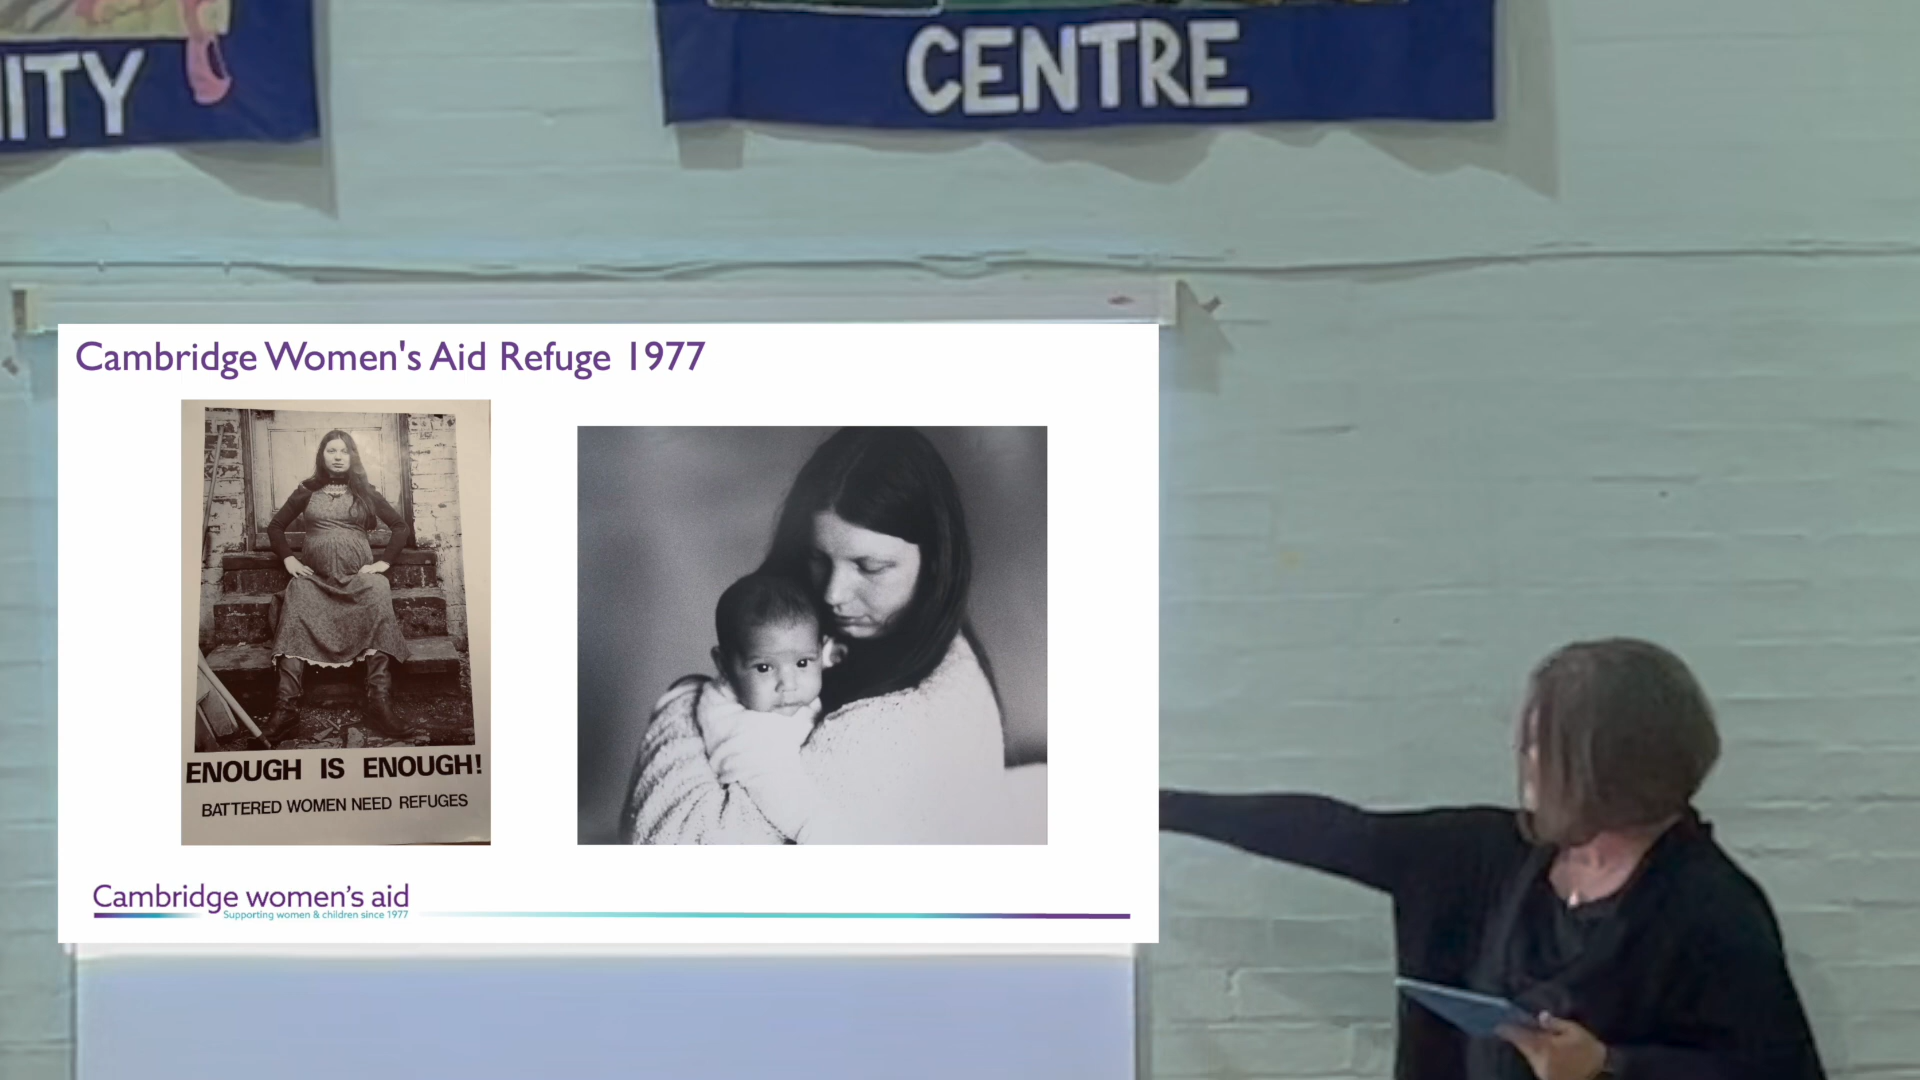 ITY
CENTRE
Cambridge Women's Aid Refuge 1977
ENOUGH IS ENOUGH!
BATTERED WOMEN NEED REFUGES
Cambridge women's aid
Supporting women & children since 1977